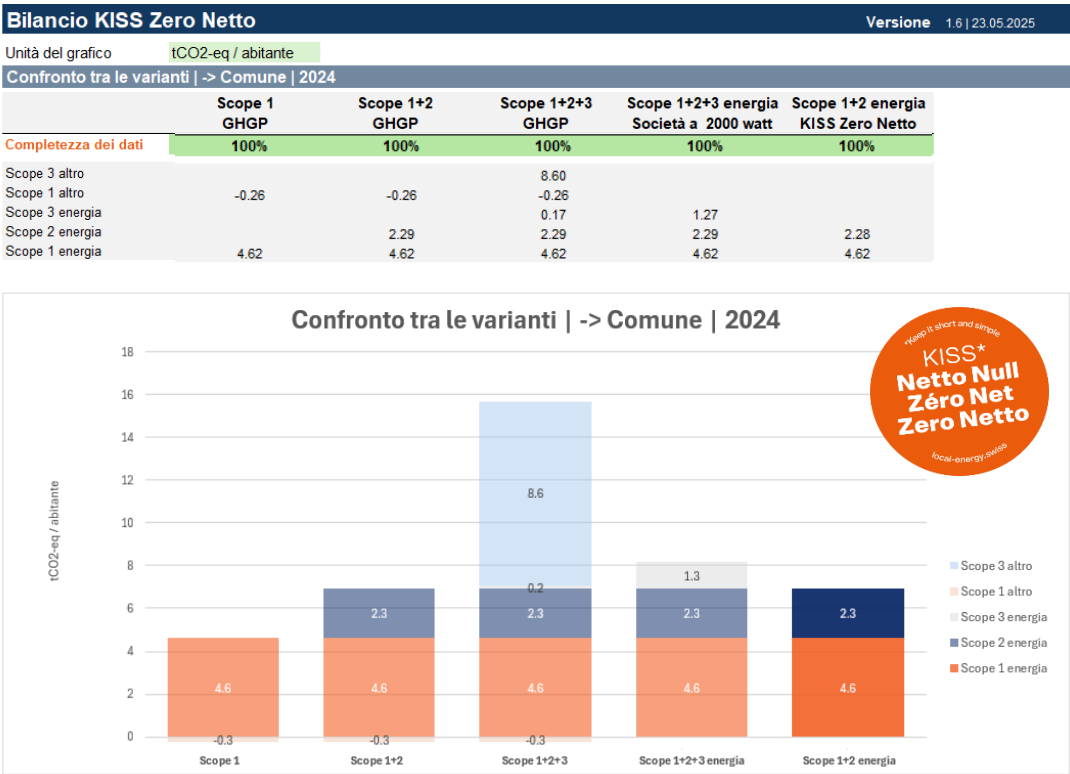 Bilancio KISS Zero Netto Versione 1.6 | 23.05.2025
Unità del grafico tCO2-eq / abitante
Confronto tra le varianti | -> Comune | 2024
Scope 1 Scope 1+2 Scope 1+2+3 Scope 1+2+3 energia Scope 1+2 energia
GHGP GHGP GHGP Società a 2000 watt KISS Zero Netto
Completezza dei dati 100% 100% 100% 100% 100%
Scope 3 altro 8.60
Scope 1 altro -0.26 -0.26 -0.26
Scope 3 energia 0.17 1.27
Scope 2 energia 2.29 2.29 2.29 2.28
Scope 1 energia 4.62 4.62 4.62 4.62 4.62
Confronto tra le varianti | -> Comune | 2024
*Keep it short and simple
KISS*
Netto Null
Zéro Net
Zero Netto
local-energy.swiss
tCO2-eq / abitante
18
16
14
12
10
8
6
4
2
0
8.6
0.2
1.3
2.3 2.3 2.3 2.3
4.6 4.6 4.6 4.6 4.6
-0.3 -0.3 -0.3
Scope 1 Scope 1+2 Scope 1+2+3 Scope 1+2+3 energia Scope 1+2 energia
Scope 3 altro
Scope 1 altro
Scope 3 energia
Scope 2 energia
Scope 1 energia